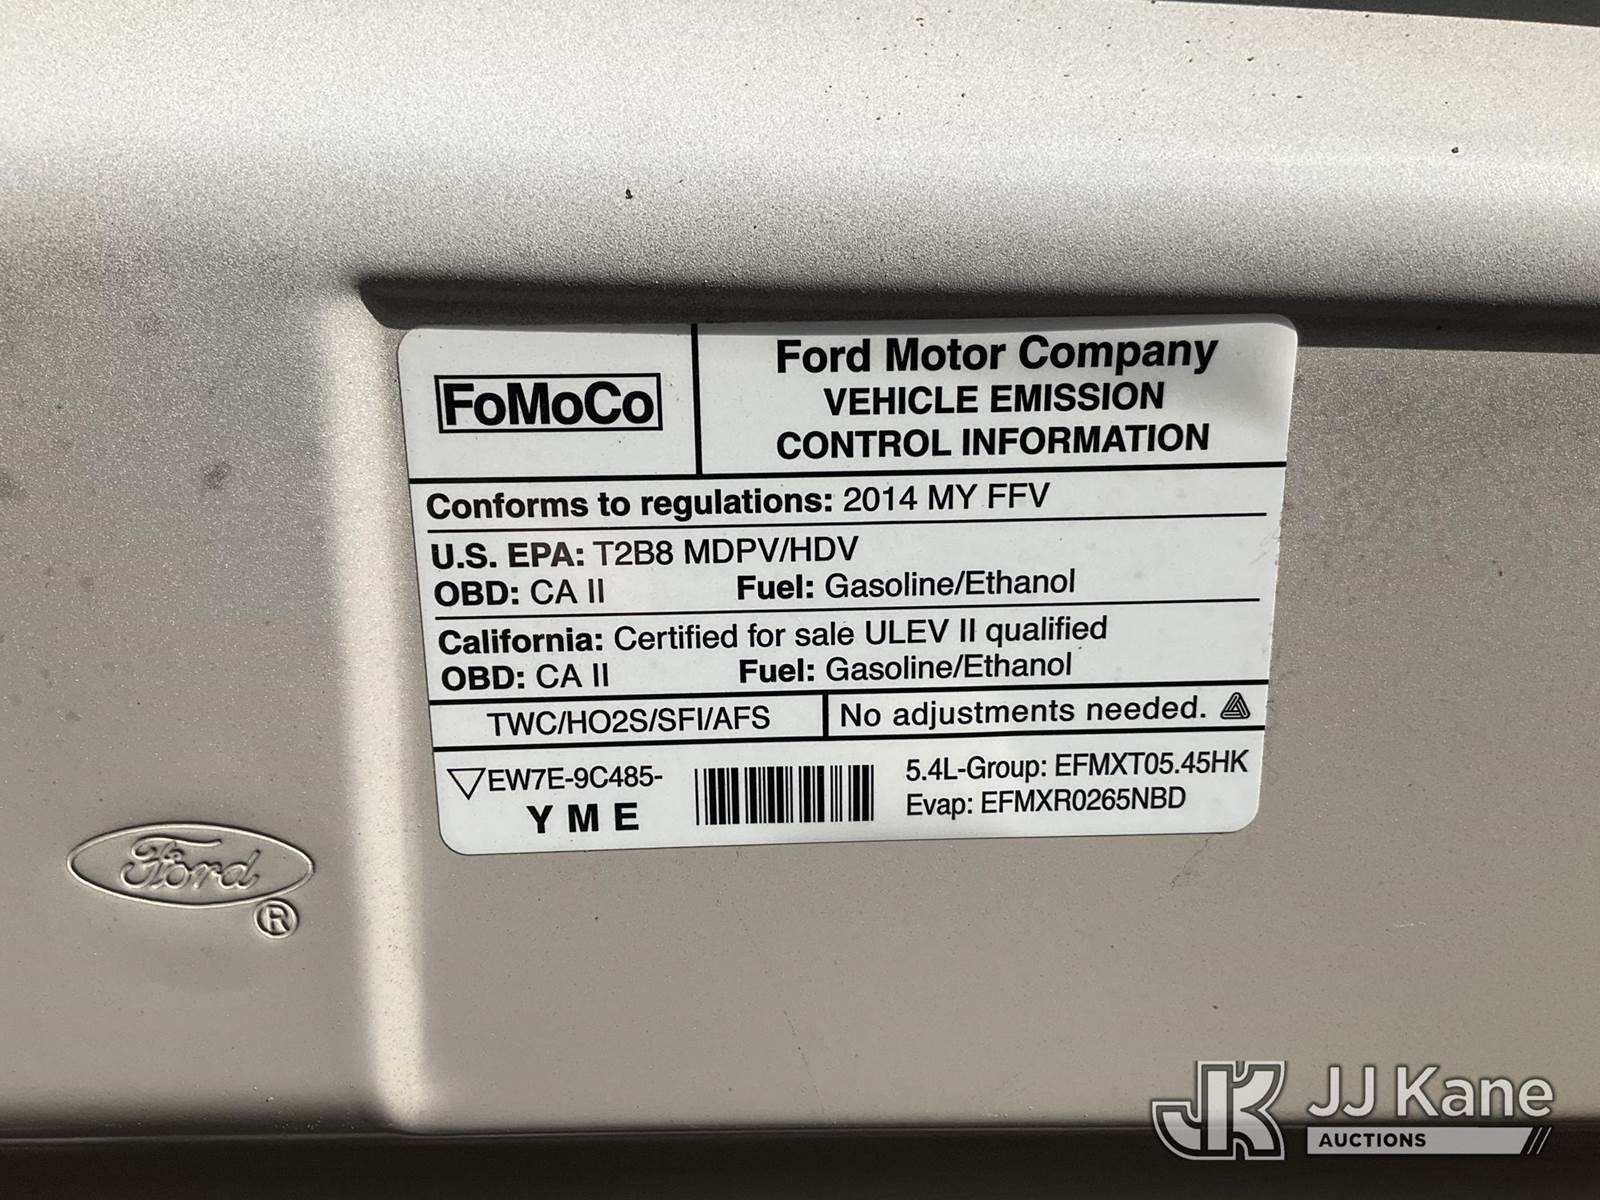 FoMoCo
Ford Motor Company
VEHICLE EMISSION
CONTROL INFORMATION
Conforms to regulations: 2014 MY FFV
U.S. EPA: T2B8 MDPV/HDV
OBD: CA II Fuel: Gasoline/Ethanol
California: Certified for sale ULEV II qualified
OBD: CA II Fuel: Gasoline/Ethanol
TWC/HO2S/SFI/AFS No adjustments needed.
EW7E-9C485-
Y M E
5.4L-Group: EFMXT05.45HK
Evap: EFMXR0265NBD
Ford
®
JK JJ Kane
AUCTIONS